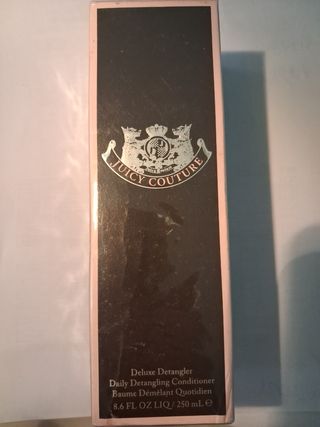 JUICY COUTURE
Deluxe Detangler
Daily Detangling Conditioner
Baume Démêlant Quotidien
8.6 FL OZ LIQ / 250 mL ℮